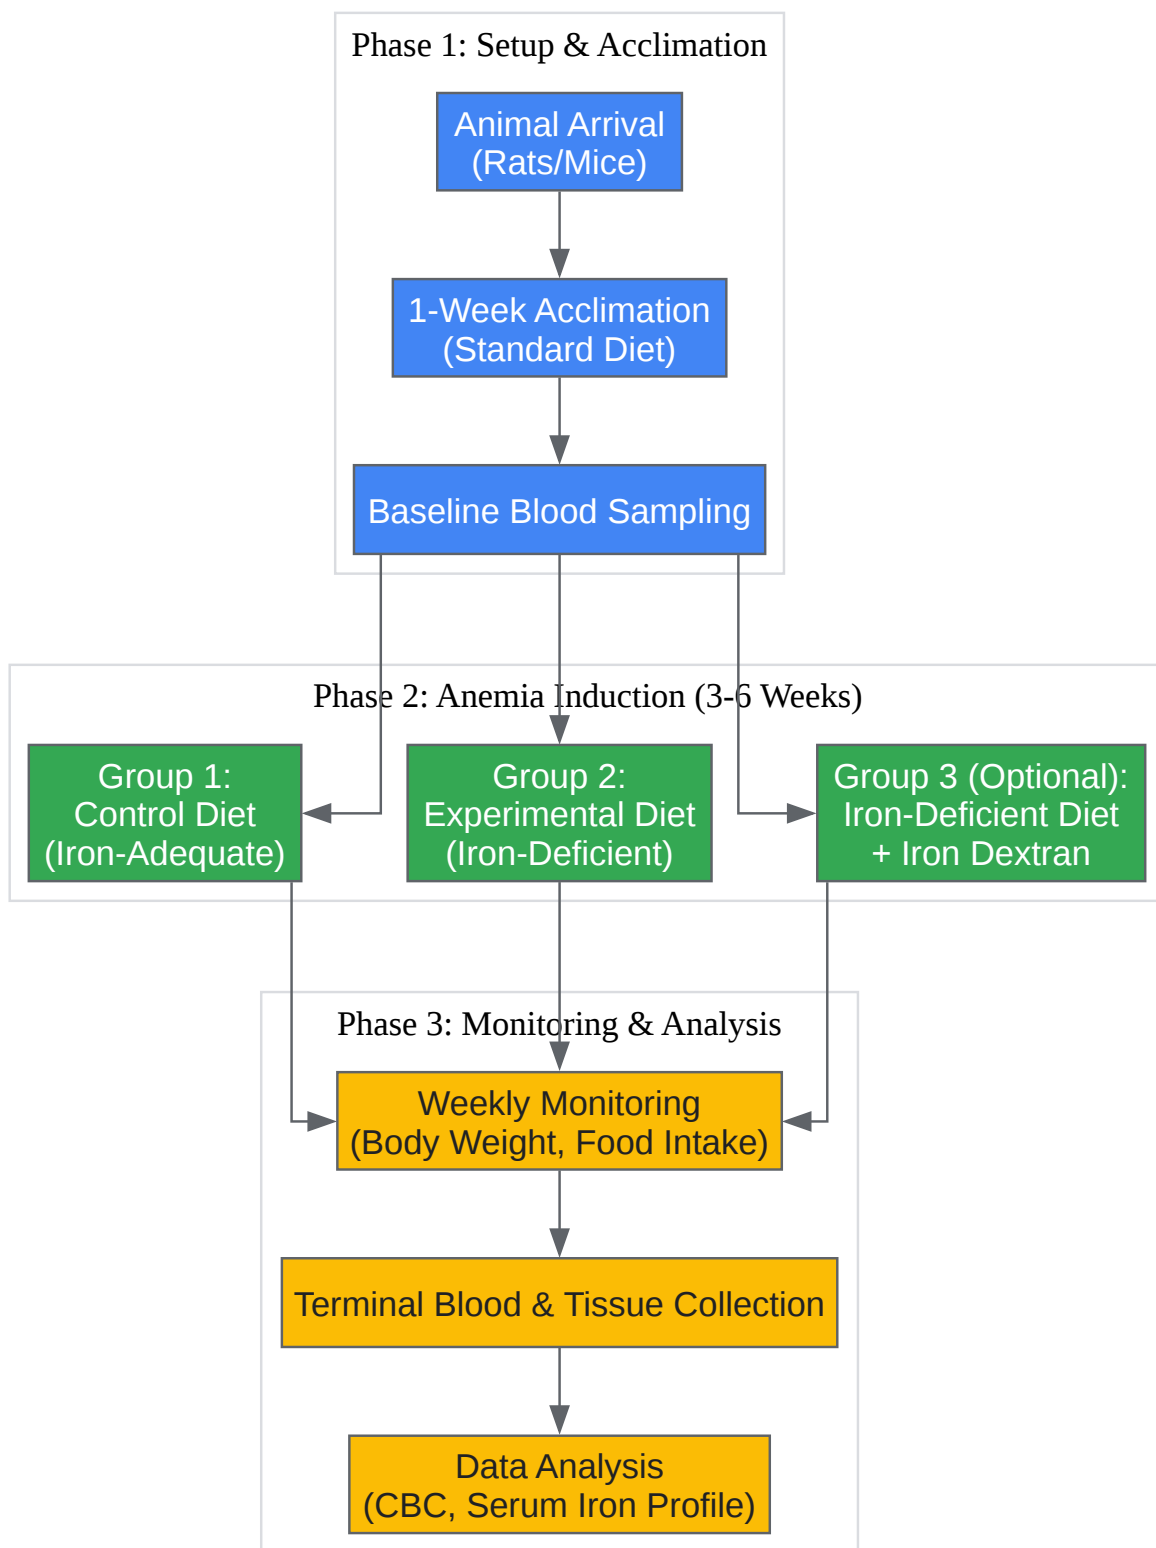 Phase 1: Setup & Acclimation
Animal Arrival
(Rats/Mice)
1-Week Acclimation
(Standard Diet)
Baseline Blood Sampling
Phase 2: Anemia Induction (3-6 Weeks)
Group 1:
Control Diet
(Iron-Adequate)
Group 2:
Experimental Diet
(Iron-Deficient)
Group 3 (Optional):
Iron-Deficient Diet
+ Iron Dextran
Phase 3: Monitoring & Analysis
Weekly Monitoring
(Body Weight, Food Intake)
Terminal Blood & Tissue Collection
Data Analysis
(CBC, Serum Iron Profile)